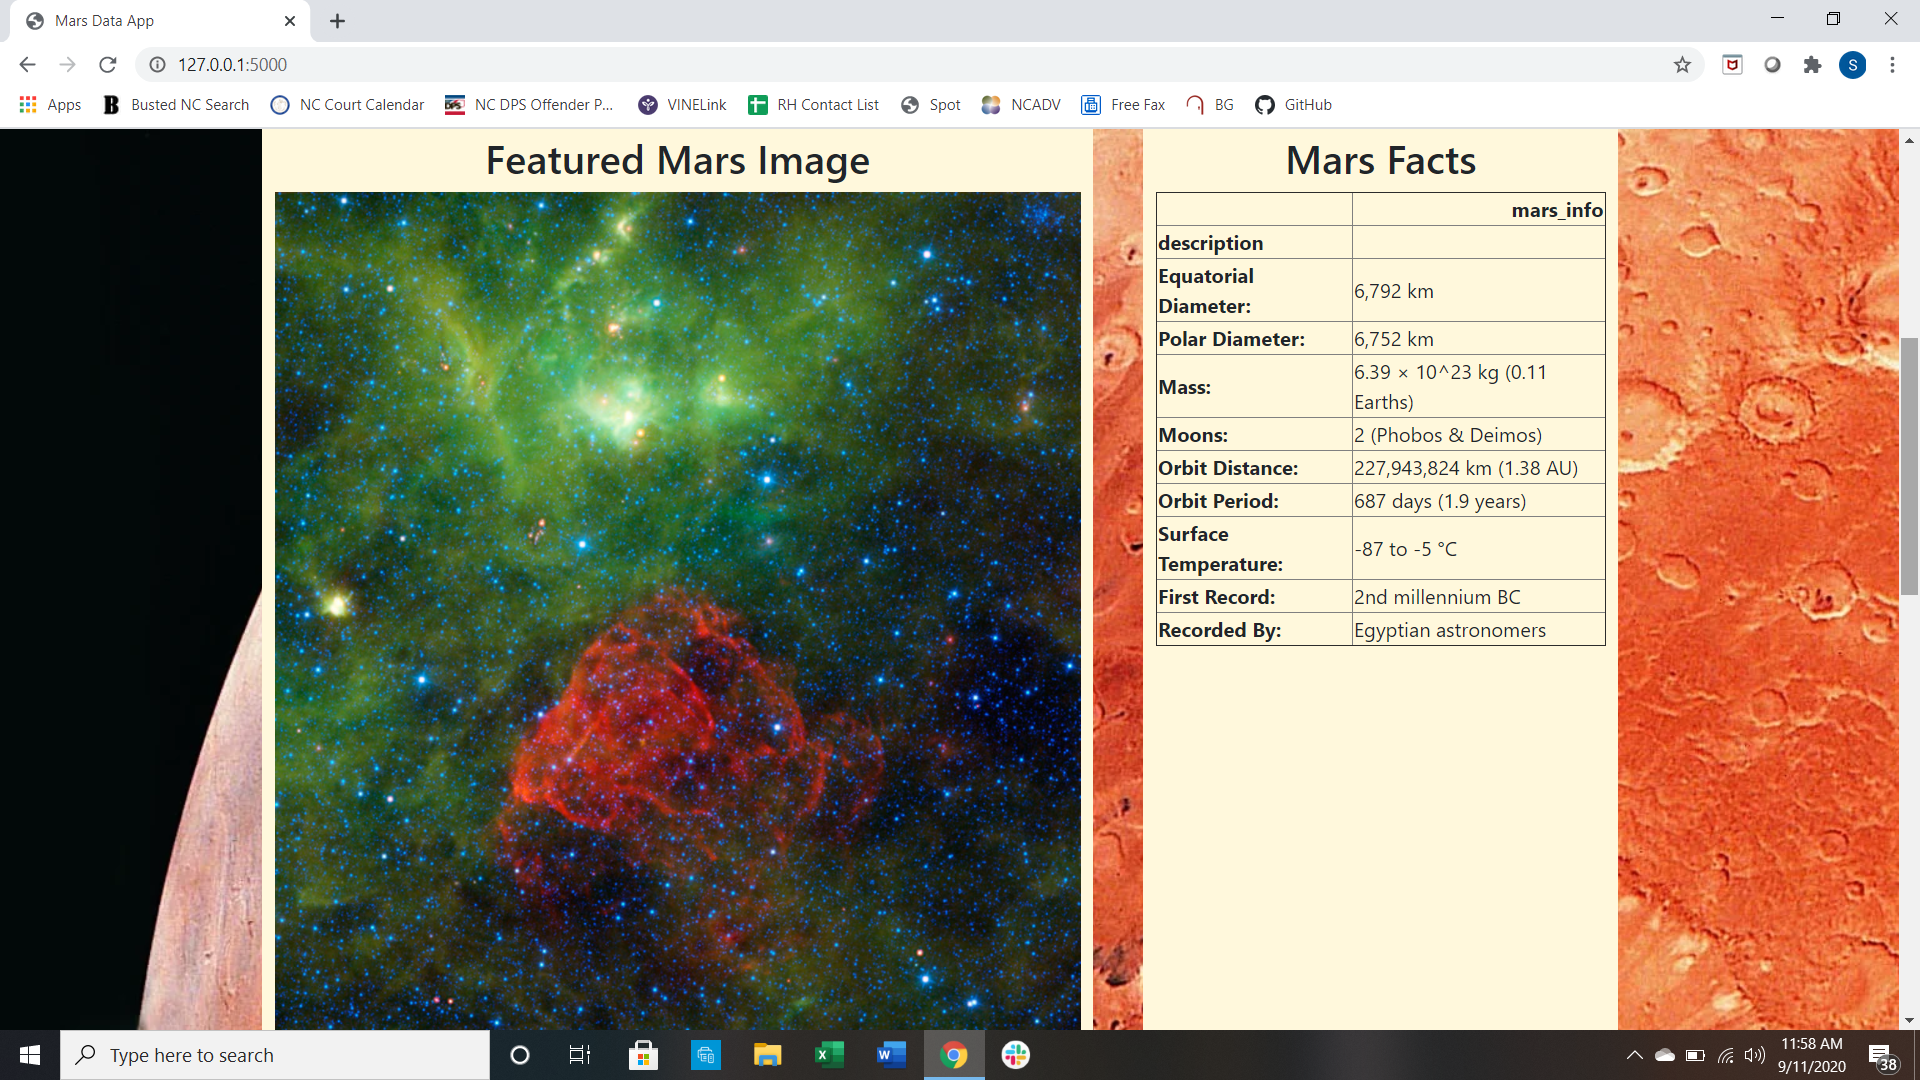 Mars Data App
127.0.0.1:5000
S
Apps
B Busted NC Search
NC Court Calendar
DPS NC DPS Offender P...
VINELink
RH Contact List
Spot
NCADV
Free Fax
BG
GitHub
Featured Mars Image
Mars Facts
mars_info
description
Equatorial
Diameter:
6,792 km
Polar Diameter: 6,752 km
Mass:
6.39 × 10^23 kg (0.11
Earths)
Moons: 2 (Phobos & Deimos)
Orbit Distance: 227,943,824 km (1.38 AU)
Orbit Period: 687 days (1.9 years)
Surface
Temperature:
-87 to -5 °C
First Record: 2nd millennium BC
Recorded By: Egyptian astronomers
Type here to search
11:58 AM
9/11/2020
38